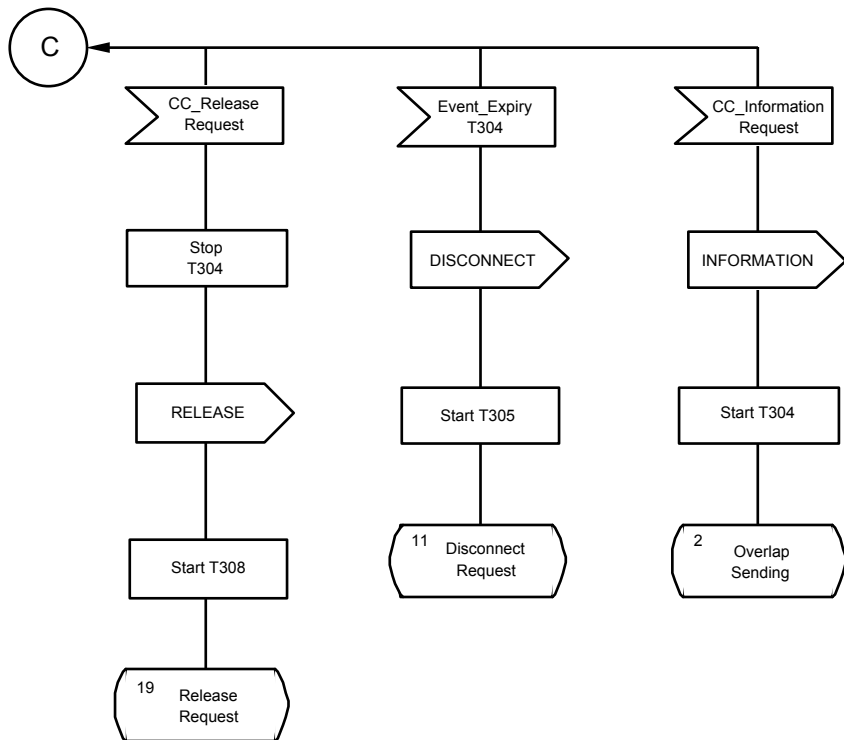 C
CC_Release
Request
Stop
T304
RELEASE
Start T308
19
Release
Request
Event_Expiry
T304
DISCONNECT
Start T305
11
Disconnect
Request
CC_Information
Request
INFORMATION
Start T304
2
Overlap
Sending